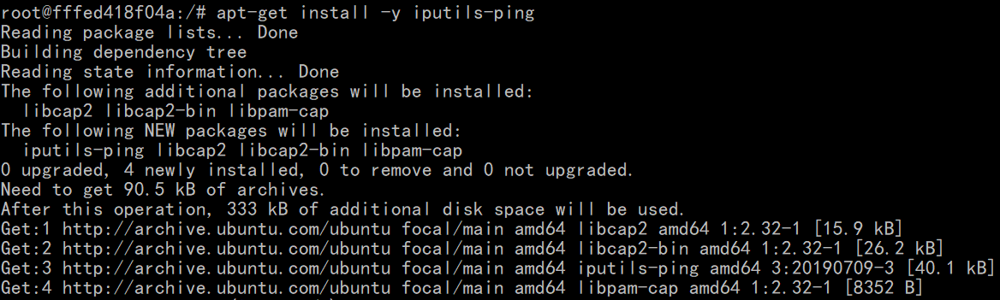 root@fffed418f04a:/# apt-get install -y iputils-ping
Reading package lists... Done
Building dependency tree
Reading state information... Done
The following additional packages will be installed:
  libcap2 libcap2-bin libpam-cap
The following NEW packages will be installed:
  iputils-ping libcap2 libcap2-bin libpam-cap
0 upgraded, 4 newly installed, 0 to remove and 0 not upgraded.
Need to get 90.5 kB of archives.
After this operation, 333 kB of additional disk space will be used.
Get:1 http://archive.ubuntu.com/ubuntu focal/main amd64 libcap2 amd64 1:2.32-1 [15.9 kB]
Get:2 http://archive.ubuntu.com/ubuntu focal/main amd64 libcap2-bin amd64 1:2.32-1 [26.2 kB]
Get:3 http://archive.ubuntu.com/ubuntu focal/main amd64 iputils-ping amd64 3:20190709-3 [40.1 kB]
Get:4 http://archive.ubuntu.com/ubuntu focal/main amd64 libpam-cap amd64 1:2.32-1 [8352 B]